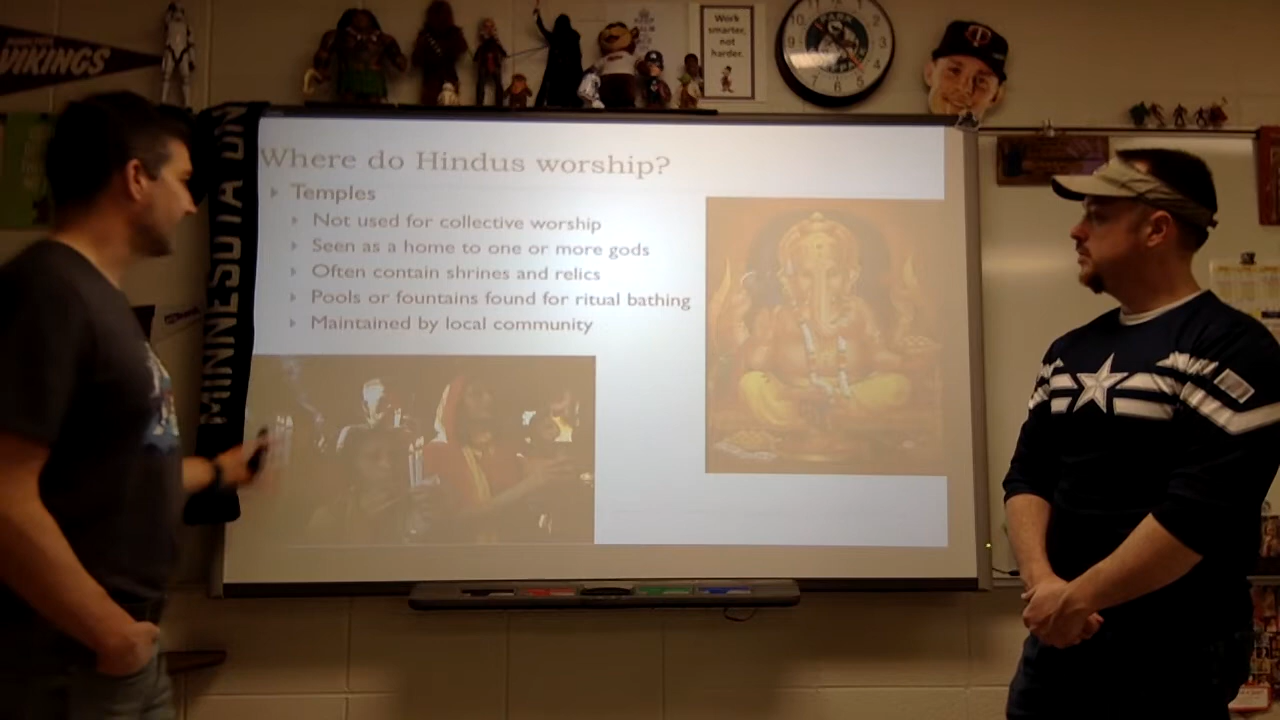 VIKINGS
Work
smarter,
not
harder.
PARK
MINNESOTA UN
Where do Hindus worship?
Temples
Not used for collective worship
Seen as a home to one or more gods
Often contain shrines and relics
Pools or fountains found for ritual bathing
Maintained by local community